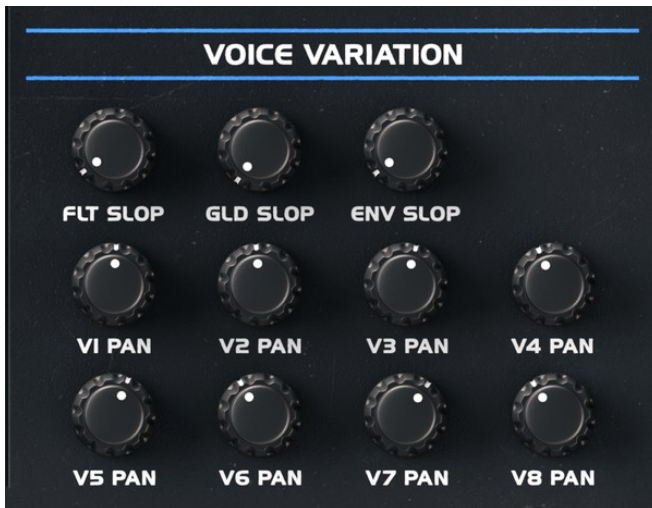 VOICE VARIATION
FLT SLOP GLD SLOP ENV SLOP
V1 PAN V2 PAN V3 PAN V4 PAN
V5 PAN V6 PAN V7 PAN V8 PAN